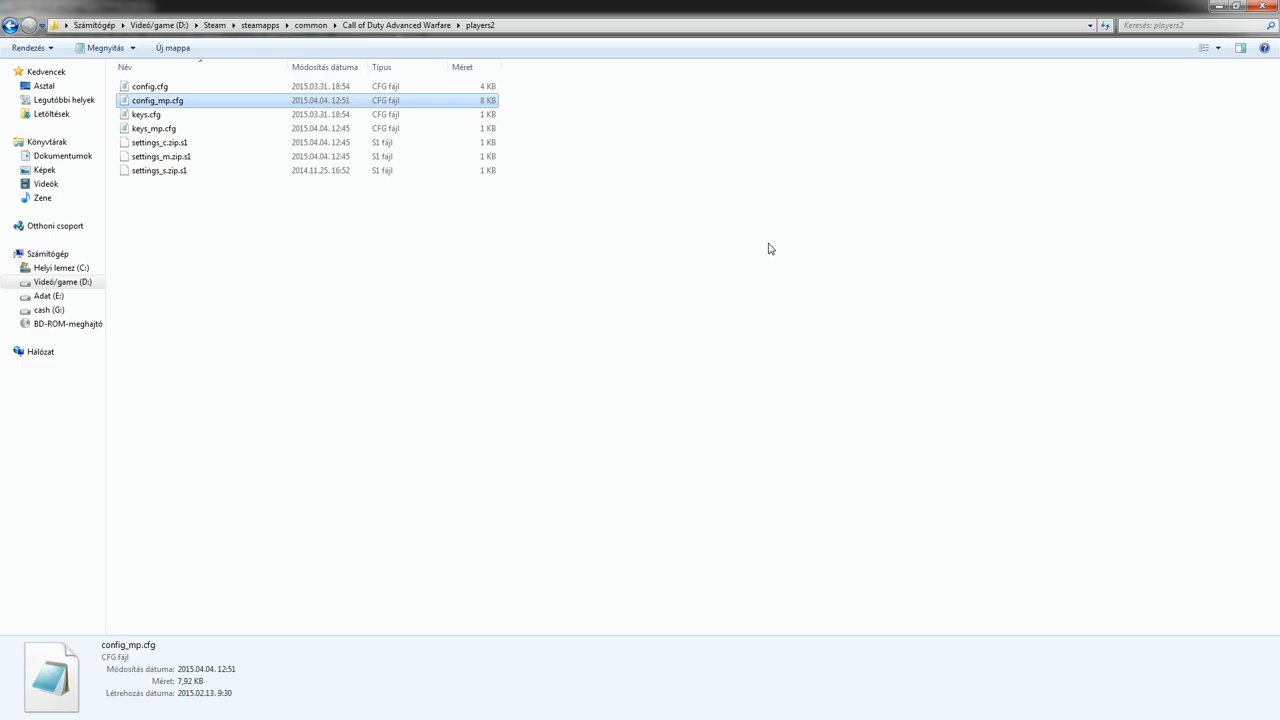 Számítógép Videó/game (D:) Steam steamapps common Call of Duty Advanced Warfare players2 Keresés: players2
Rendezés Megnyitás Új mappa
Név Módosítás dátuma Típus Méret
config.cfg 2015.03.31. 18:54 CFG fájl 4 KB
config_mp.cfg 2015.04.04. 12:51 CFG fájl 8 KB
keys.cfg 2015.03.31. 18:54 CFG fájl 1 KB
keys_mp.cfg 2015.04.04. 12:45 CFG fájl 1 KB
settings_c.zip.s1 2015.04.04. 12:45 S1 fájl 1 KB
settings_m.zip.s1 2015.04.04. 12:45 S1 fájl 1 KB
settings_s.zip.s1 2014.11.25. 16:52 S1 fájl 1 KB
Kedvencek
Asztal
Legutóbbi helyek
Letöltések
Könyvtárak
Dokumentumok
Képek
Videók
Zene
Otthoni csoport
Számítógép
Helyi lemez (C:)
Videó/game (D:)
Adat (E:)
cash (G:)
BD-ROM-meghajtó
Hálózat
config_mp.cfg
CFG fájl
Módosítás dátuma: 2015.04.04. 12:51
Méret: 7,92 KB
Létrehozás dátuma: 2015.02.13. 9:30